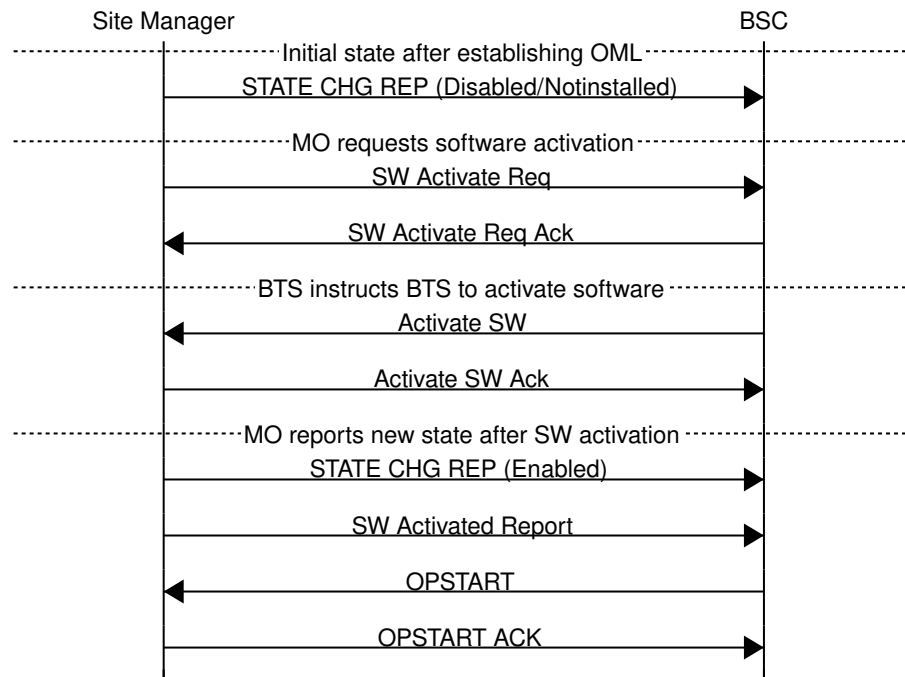 Site Manager BSC
Initial state after establishing OML
STATE CHG REP (Disabled/Notinstalled)
MO requests software activation
SW Activate Req
SW Activate Req Ack
BTS instructs BTS to activate software
Activate SW
Activate SW Ack
MO reports new state after SW activation
STATE CHG REP (Enabled)
SW Activated Report
OPSTART
OPSTART ACK